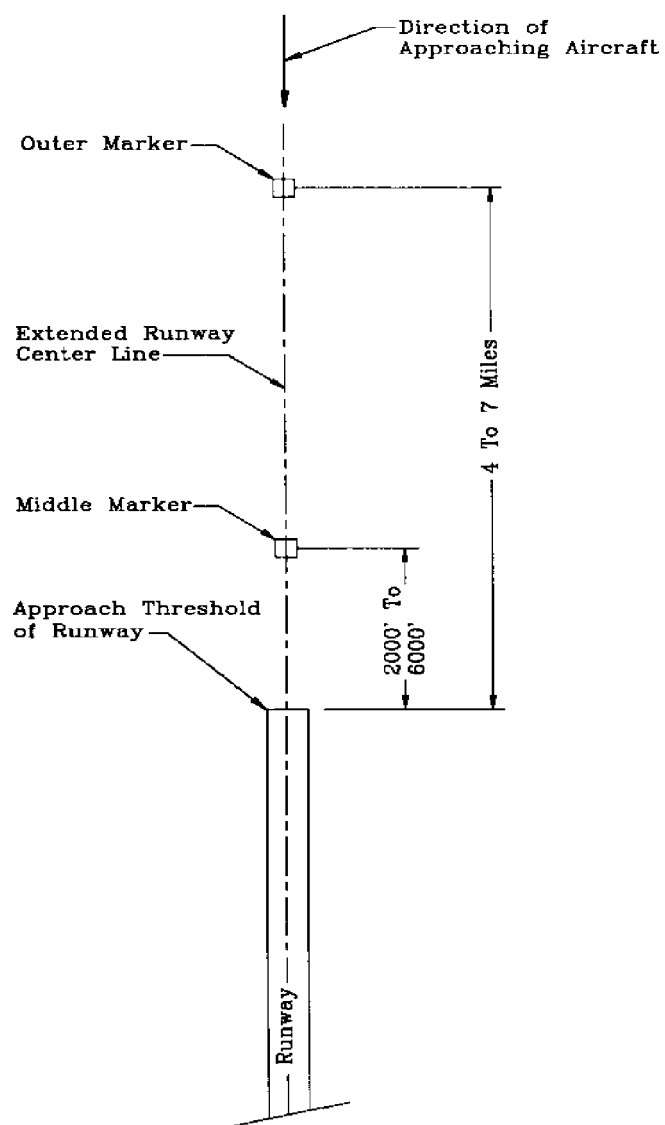 Direction of
Approaching Aircraft
Outer Marker
Extended Runway
Center Line
4 To 7 Miles
Middle Marker
Approach Threshold
of Runway
2000' To
6000'
Runway